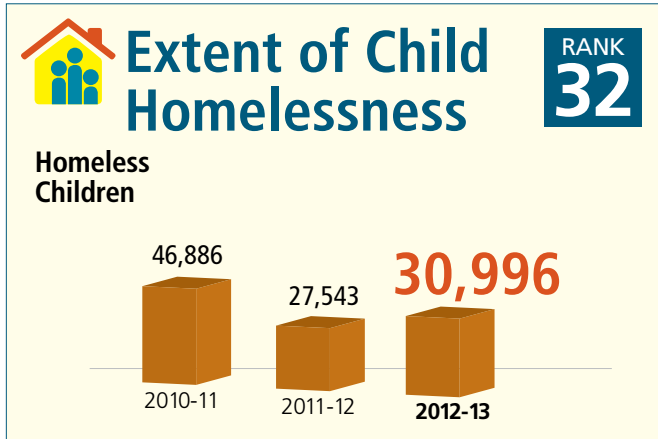 Extent of Child
Homelessness
RANK
32
Homeless
Children
46,886
27,543
30,996
2010-11
2011-12
2012-13